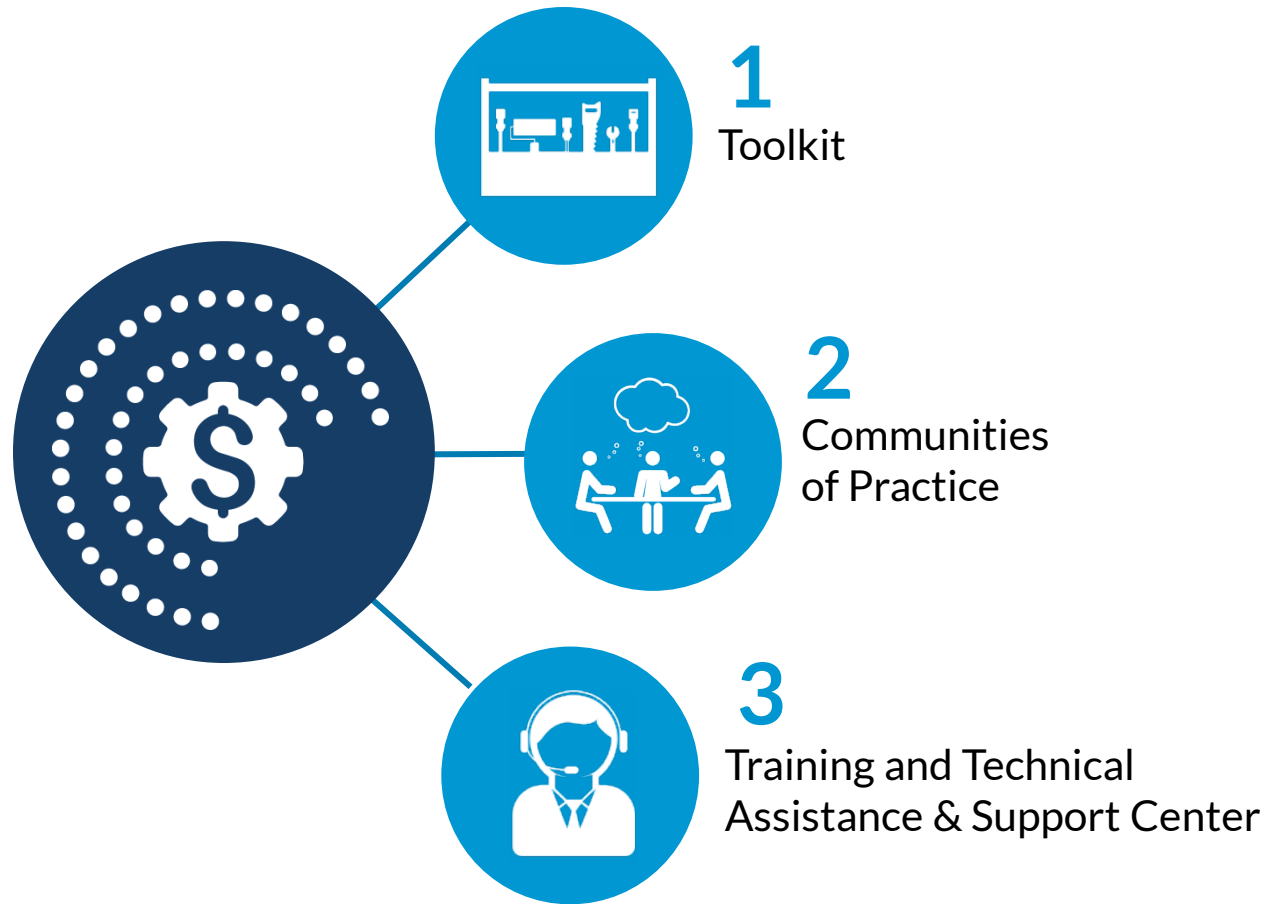 1
Toolkit
$
2
Communities
of Practice
3
Training and Technical
Assistance & Support Center